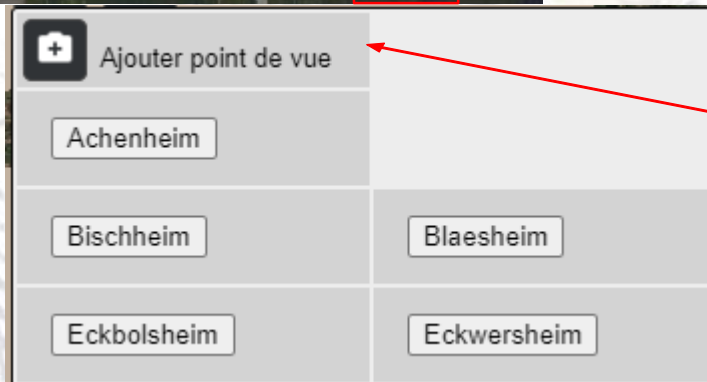 Ajouter point de vue
Achenheim
Bischheim Blaesheim
Eckbolsheim Eckwersheim